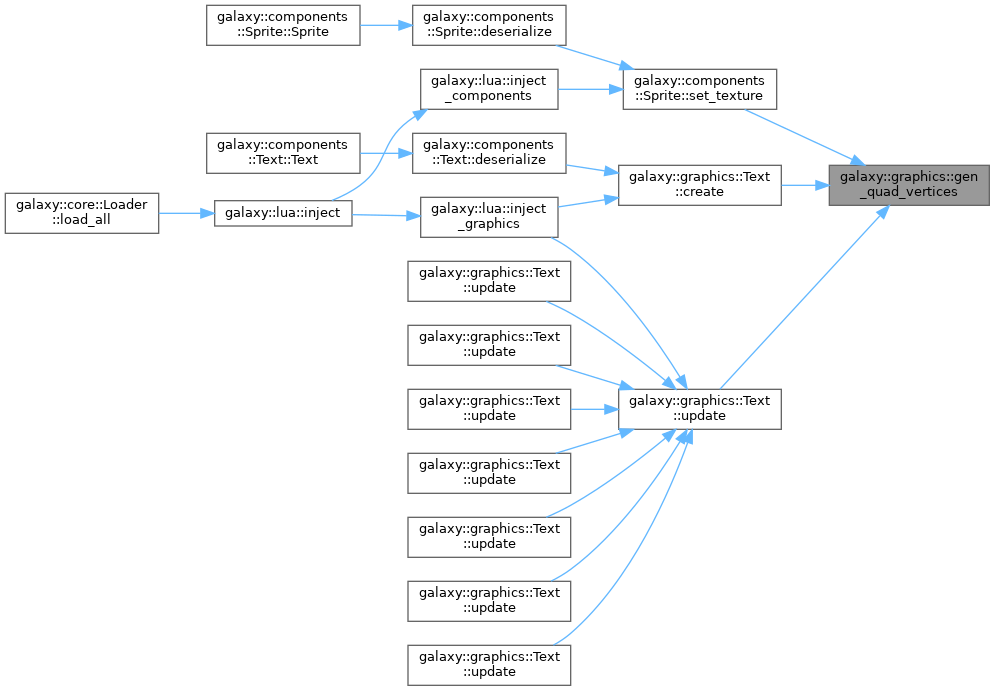 galaxy::components
::Sprite::Sprite
galaxy::components
::Sprite::deserialize
galaxy::lua::inject
_components
galaxy::components
::Sprite::set_texture
galaxy::components
::Text::Text
galaxy::components
::Text::deserialize
galaxy::graphics::Text
::create
galaxy::graphics::gen
_quad_vertices
galaxy::core::Loader
::load_all
galaxy::lua::inject
galaxy::lua::inject
_graphics
galaxy::graphics::Text
::update
galaxy::graphics::Text
::update
galaxy::graphics::Text
::update
galaxy::graphics::Text
::update
galaxy::graphics::Text
::update
galaxy::graphics::Text
::update
galaxy::graphics::Text
::update
galaxy::graphics::Text
::update